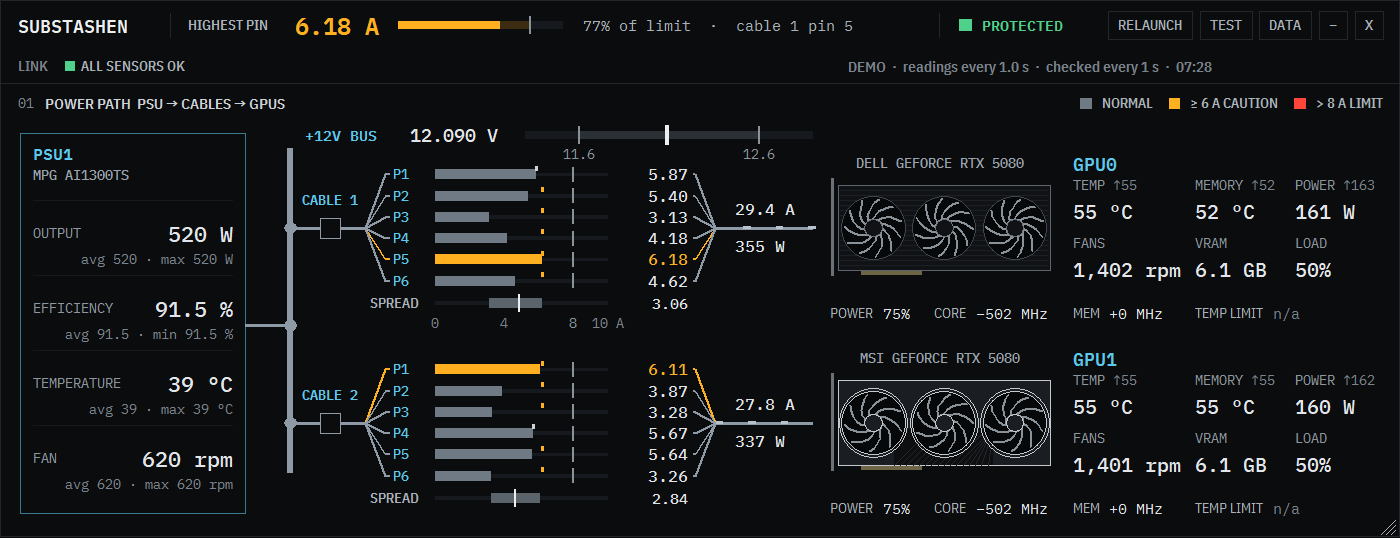 SUBSTASHEN HIGHEST PIN 6.18 A 77% of limit · cable 1 pin 5 PROTECTED RELAUNCH TEST DATA − X
LINK ALL SENSORS OK DEMO · readings every 1.0 s · checked every 1 s · 07:28
01 POWER PATH PSU → CABLES → GPUS NORMAL ≥ 6 A CAUTION > 8 A LIMIT
PSU1
MPG AI1300TS
OUTPUT 520 W
avg 520 · max 520 W
EFFICIENCY 91.5 %
avg 91.5 · min 91.5 %
TEMPERATURE 39 °C
avg 39 · max 39 °C
FAN 620 rpm
avg 620 · max 620 rpm
+12V BUS 12.090 V
11.6 12.6
CABLE 1
P1 5.87
P2 5.40
P3 3.13
P4 4.18
P5 6.18
P6 4.62
SPREAD 3.06
0 4 8 10 A
29.4 A
355 W
CABLE 2
P1 6.11
P2 3.87
P3 3.28
P4 5.67
P5 5.64
P6 3.26
SPREAD 2.84
27.8 A
337 W
DELL GEFORCE RTX 5080
GPU0
TEMP ↑55 MEMORY ↑52 POWER ↑163
55 °C 52 °C 161 W
FANS VRAM LOAD
1,402 rpm 6.1 GB 50%
POWER 75% CORE −502 MHz MEM +0 MHz TEMP LIMIT n/a
MSI GEFORCE RTX 5080
GPU1
TEMP ↑55 MEMORY ↑55 POWER ↑162
55 °C 55 °C 160 W
FANS VRAM LOAD
1,401 rpm 6.1 GB 50%
POWER 75% CORE −502 MHz MEM +0 MHz TEMP LIMIT n/a